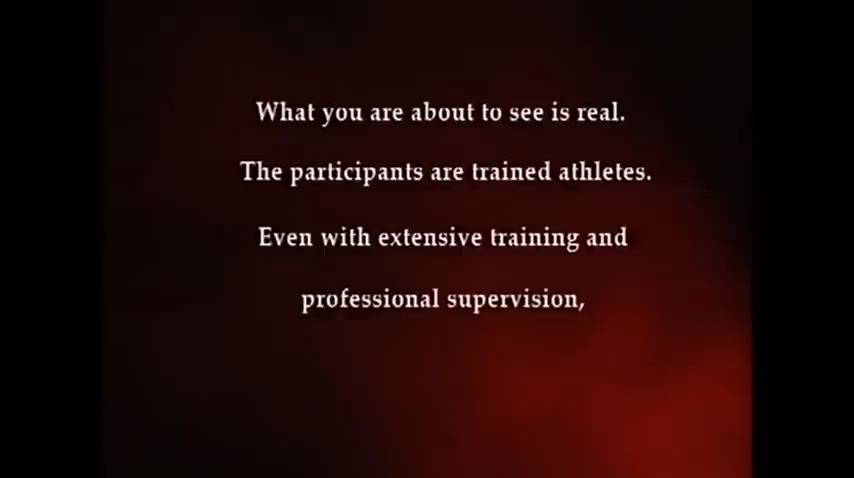 What you are about to see is real.
The participants are trained athletes.
Even with extensive training and
professional supervision,